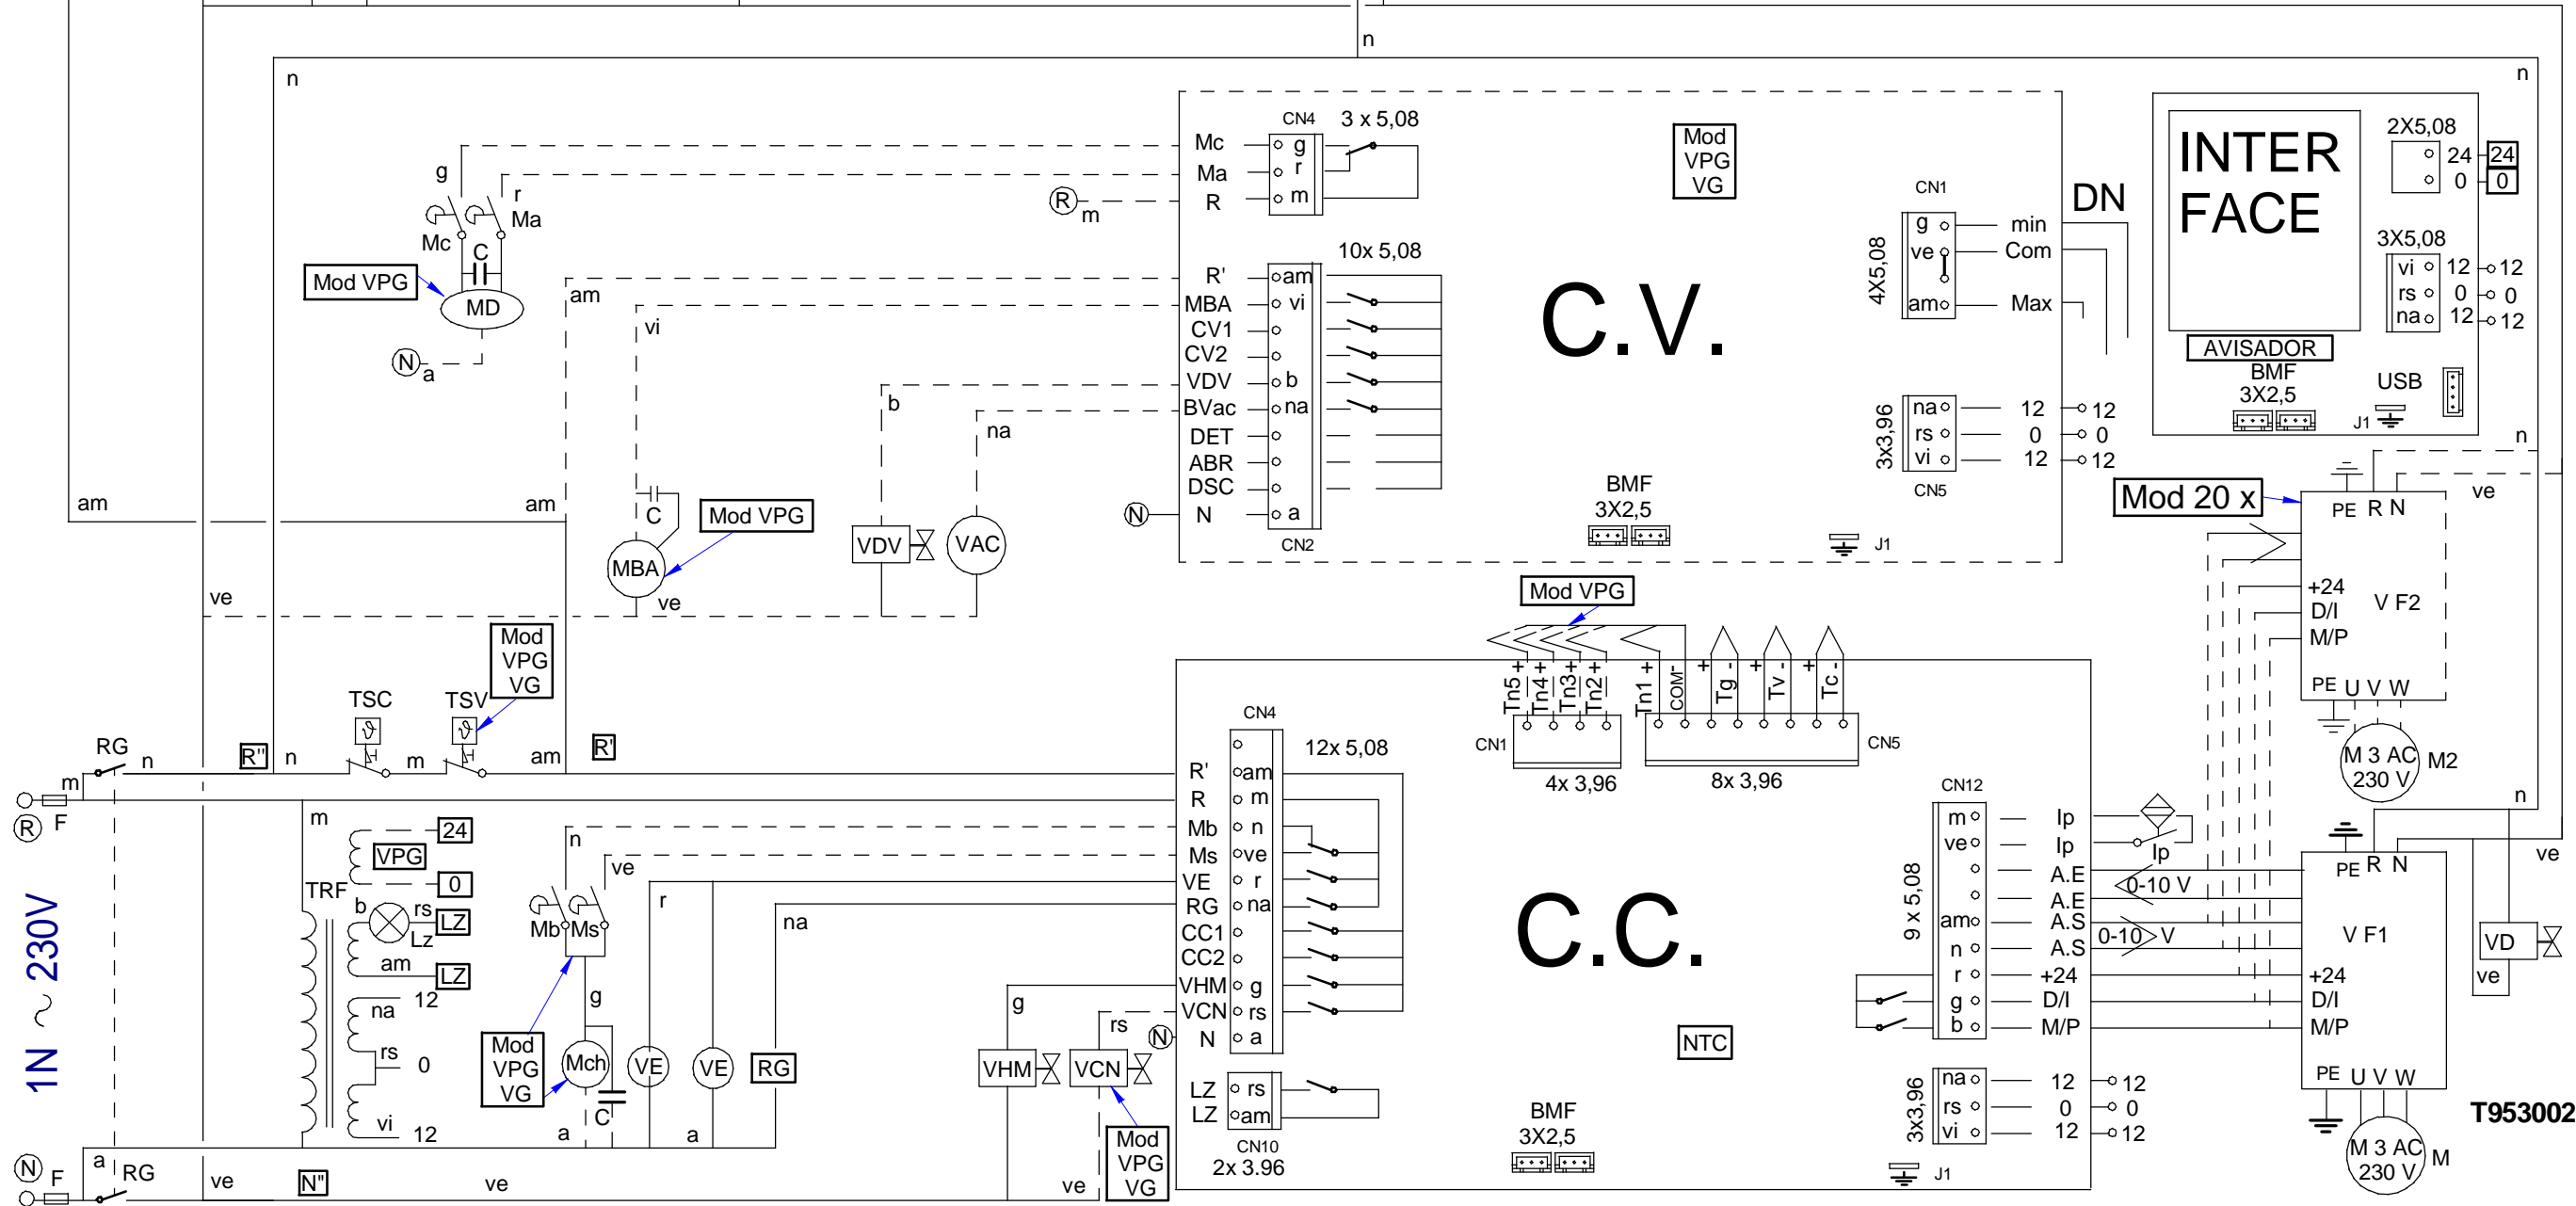 n
n
n
g
r
Mc
Ma
C
Mod VPG
MD
N
a
am
vi
b
na
am
am
C
Mod VPG
MBA
VDV
VAC
ve
ve
R
m
N
CN4
3 x 5,08
Mc
g
Ma
r
R
m
10x 5,08
R'
am
MBA
vi
CV1
CV2
VDV
b
BVac
na
DET
ABR
DSC
N
a
CN2
Mod
VPG
VG
C.V.
BMF
3X2,5
J1
CN1
4X5,08
g
min
ve
Com
am
Max
DN
3x3,96
na
12
12
rs
0
0
vi
12
12
CN5
INTER
FACE
AVISADOR
BMF
3X2,5
2X5,08
24
24
0
0
3X5,08
vi
12
12
rs
0
0
na
12
12
USB
J1
n
ve
Mod 20 x
PE R N
+24
D/I
M/P
V F2
PE U V W
M 3 AC
230 V
M2
n
ve
Mod
VPG
VG
TSC
TSV
RG
n
R''
n
m
am
R'
m
R
F
1N ~ 230V
m
TRF
24
VPG
0
b
rs
LZ
Lz
am
LZ
12
na
rs
0
vi
12
N
F
a
RG
ve
N''
ve
ve
n
ve
Mb
Ms
g
Mod
VPG
VG
Mch
C
a
r
VE
VE
a
na
RG
g
VHM
rs
VCN
Mod
VPG
VG
N
Mod VPG
Tn5 +
Tn4 +
Tn3 +
Tn2 +
Tn1 +
COM-
+ Tg -
+ Tv -
+ Tc -
CN1
4x 3,96
CN5
8x 3,96
CN4
12x 5,08
R'
am
R
m
Mb
n
Ms
ve
VE
r
RG
na
CC1
CC2
VHM
g
VCN
rs
N
a
LZ
rs
LZ
am
CN10
2x 3.96
C.C.
NTC
BMF
3X2,5
J1
CN12
9 x 5,08
m
Ip
ve
Ip
Ip
A.E
A.E
0-10 V
am
A.S
n
A.S
0-10 V
r
+24
g
D/I
b
M/P
3x3,96
na
12
12
rs
0
0
vi
12
12
PE R N
V F1
+24
D/I
M/P
PE U V W
M 3 AC
230 V
M
VD
ve
T953002